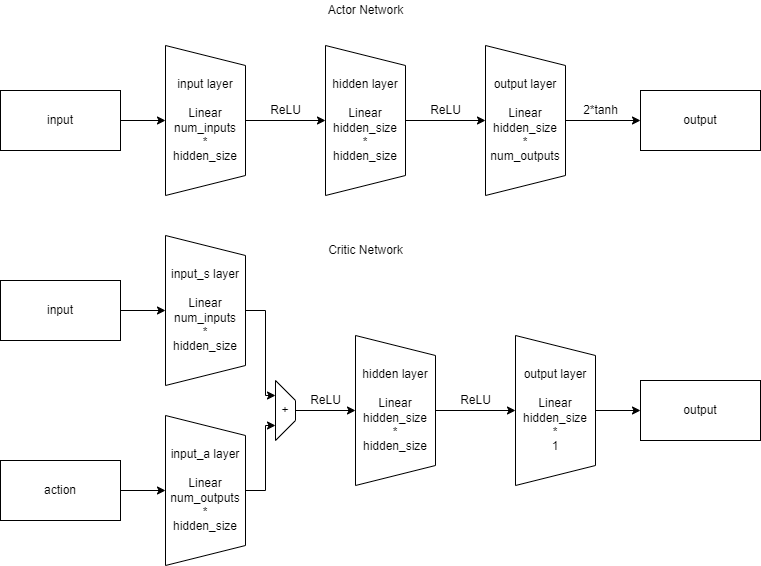 Actor Network
input
input layer
Linear
num_inputs
*
hidden_size
ReLU
hidden layer
Linear
hidden_size
*
hidden_size
ReLU
output layer
Linear
hidden_size
*
num_outputs
2*tanh
output
Critic Network
input
input_s layer
Linear
num_inputs
*
hidden_size
action
input_a layer
Linear
num_outputs
*
hidden_size
+
ReLU
hidden layer
Linear
hidden_size
*
hidden_size
ReLU
output layer
Linear
hidden_size
*
1
output